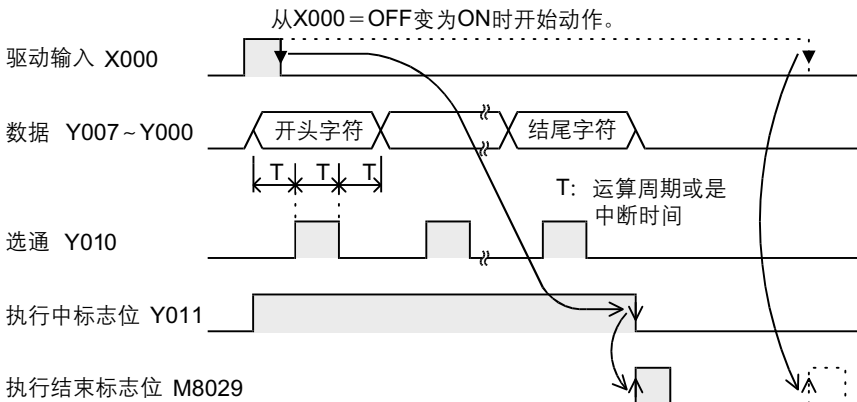 从X000＝OFF变为ON时开始动作。
驱动输入 X000
数据 Y007~Y000
开头字符
结尾字符
T T T
T: 运算周期或是
中断时间
选通 Y010
执行中标志位 Y011
执行结束标志位 M8029